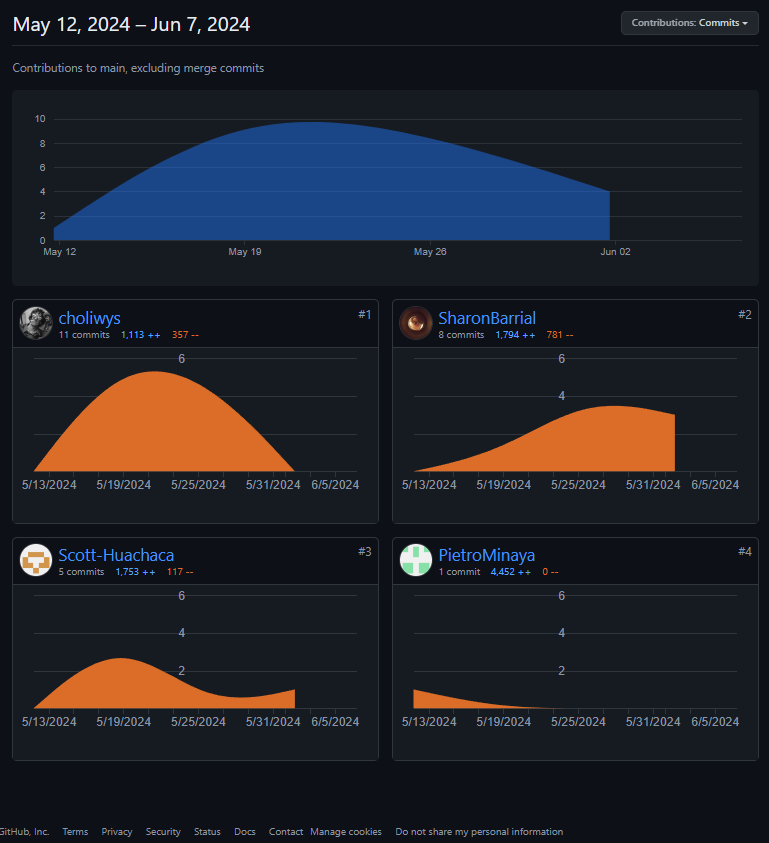 May 12, 2024 – Jun 7, 2024
Contributions: Commits
Contributions to main, excluding merge commits
10
8
6
4
2
0
May 12 May 19 May 26 Jun 02
choliwys #1
11 commits 1,113 ++ 357 --
6
5/13/2024 5/19/2024 5/25/2024 5/31/2024 6/5/2024
SharonBarrial #2
8 commits 1,794 ++ 781 --
6
4
5/13/2024 5/19/2024 5/25/2024 5/31/2024 6/5/2024
Scott-Huachaca #3
5 commits 1,753 ++ 117 --
6
4
2
5/13/2024 5/19/2024 5/25/2024 5/31/2024 6/5/2024
PietroMinaya #4
1 commit 4,452 ++ 0 --
6
4
2
5/13/2024 5/19/2024 5/25/2024 5/31/2024 6/5/2024
GitHub, Inc. Terms Privacy Security Status Docs Contact Manage cookies Do not share my personal information